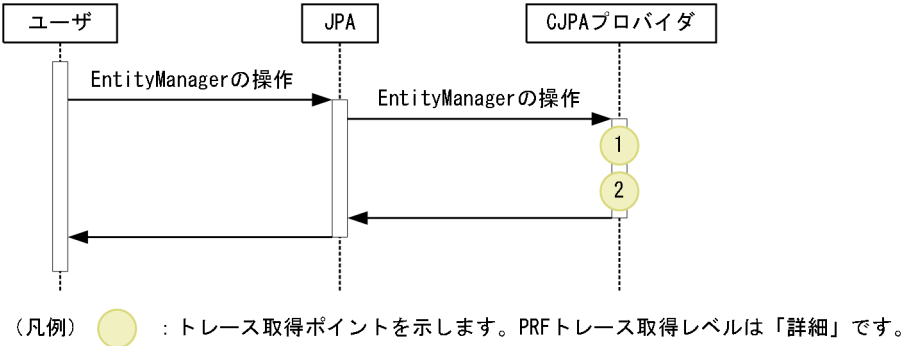 ユーザ
JPA
CJPAプロバイダ
EntityManagerの操作
EntityManagerの操作
1
2
(凡例) :トレース取得ポイントを示します。PRFトレース取得レベルは「詳細」です。